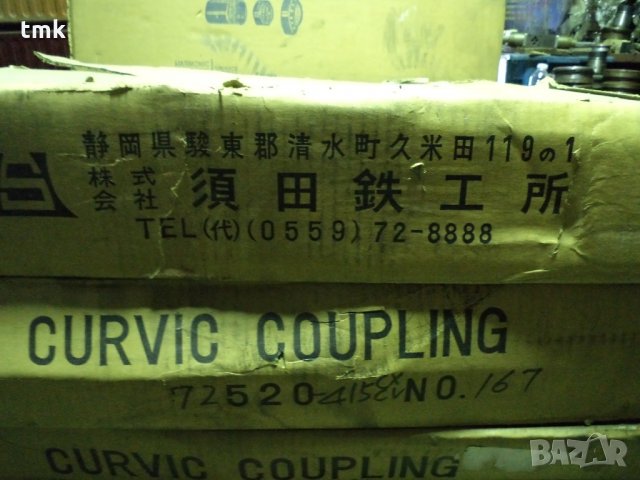 tmk
静岡県駿東郡清水町久米田119の1
株式会社 須田鉄工所
TEL(代)(0559)72-8888
CURVIC COUPLING
72520 NO.167
CURVIC COUPLING
BAZAR